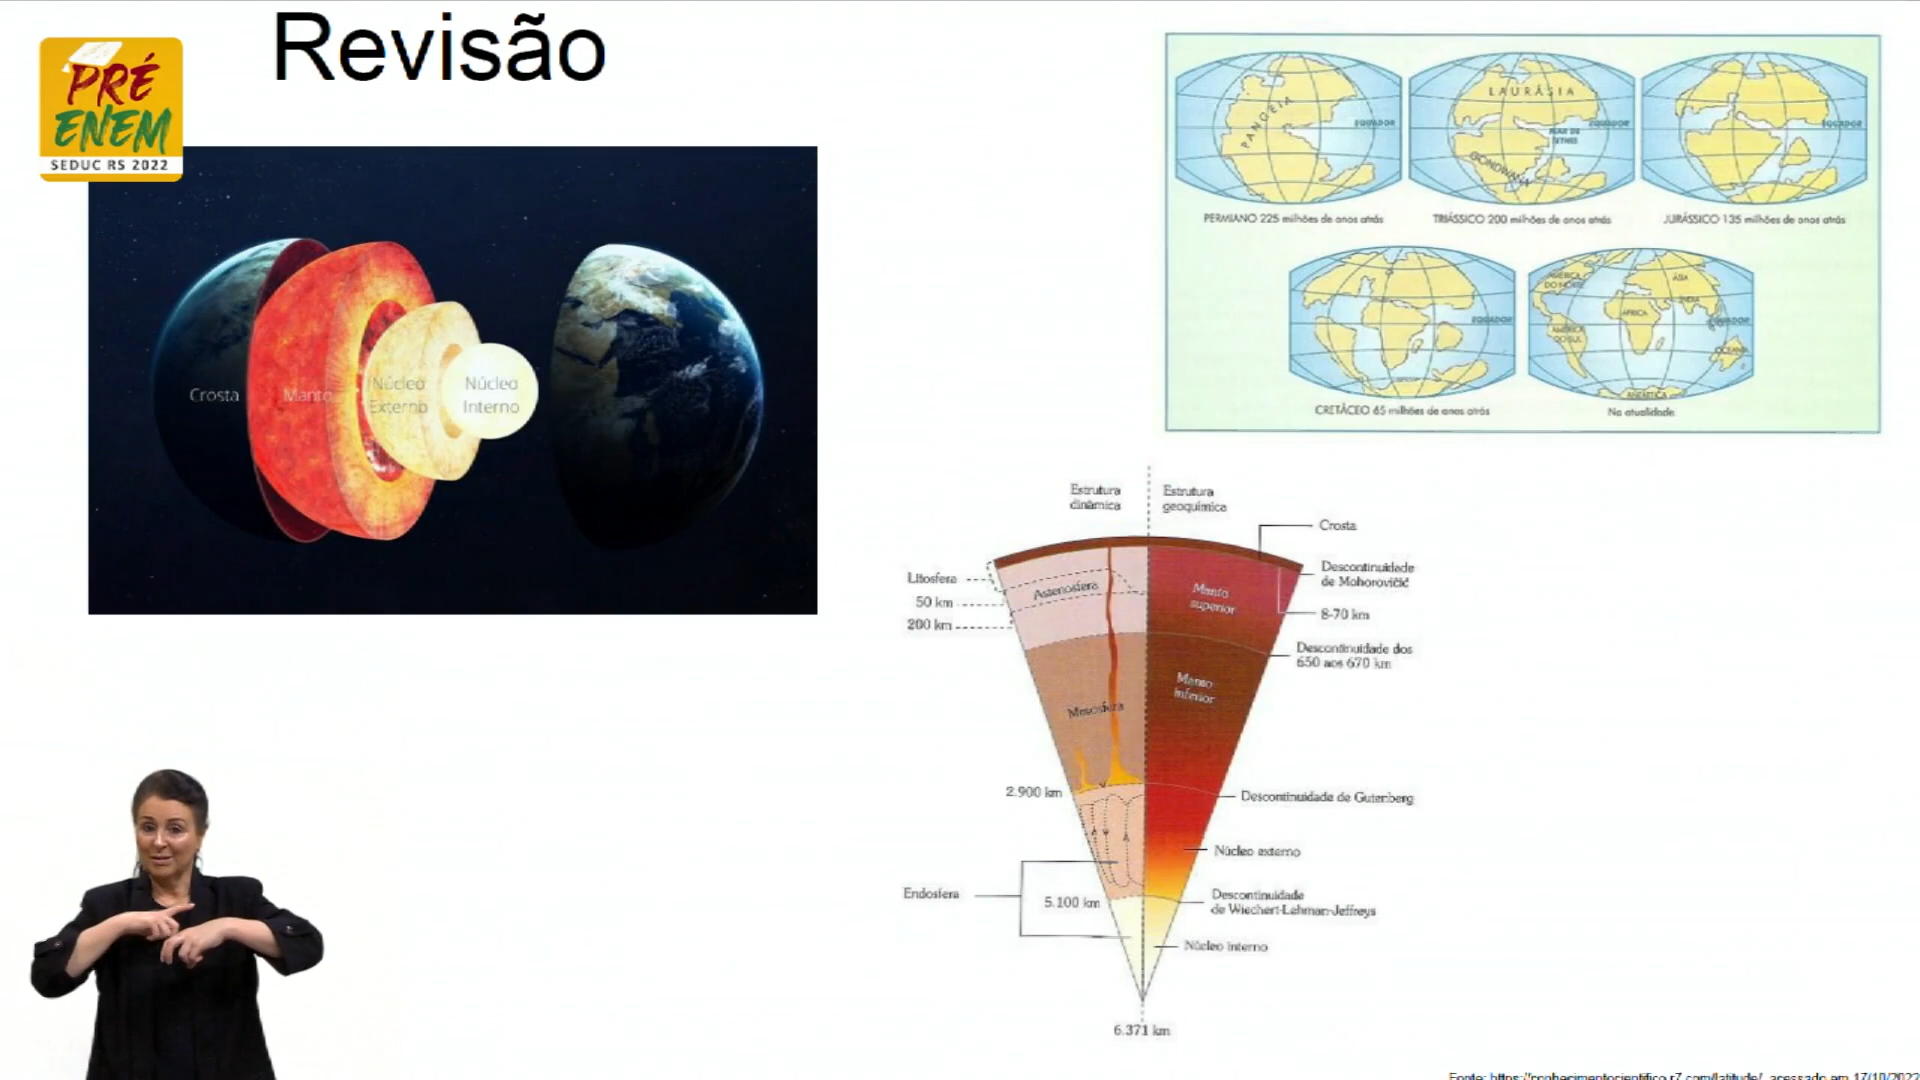 Revisão
PRÉ
ENEM
SEDUC RS 2022
Crosta
Manto
Núcleo
Externo
Núcleo
Interno
PANGEIA
EQUADOR
LAURÁSIA
EQUADOR
MAR DE
TETHIS
GONDWANA
EQUADOR
PERMIANO 225 milhões de anos atrás
TRIÁSSICO 200 milhões de anos atrás
JURÁSSICO 135 milhões de anos atrás
EQUADOR
AMÉRICA
DO NORTE
ÁSIA
ÍNDIA
ÁFRICA
EQUADOR
AMÉRICA
DO SUL
OCEANIA
ANTÁRTICA
CRETÁCEO 65 milhões de anos atrás
Na atualidade
Estrutura
dinâmica
Estrutura
geoquímica
Crosta
Descontinuidade
de Mohorovičić
8-70 km
Litosfera
50 km
200 km
Astenosfera
Manto
superior
Descontinuidade dos
650 aos 670 km
Manto
inferior
Mesosfera
2.900 km
Descontinuidade de Gutenberg
Núcleo externo
Endosfera
5.100 km
Descontinuidade
de Wiechert-Lehman-Jeffreys
Núcleo interno
6.371 km
Fonte: https://conhecimentocientifico.r7.com/latitude/ acessado em 17/10/2022